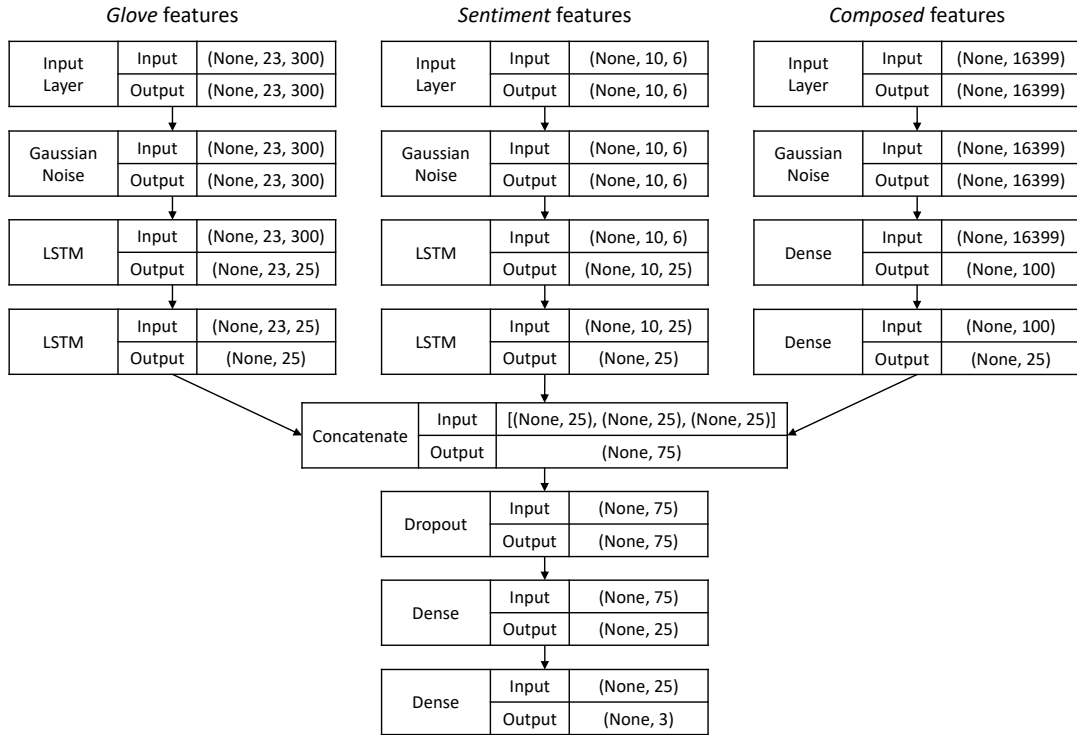 Glove features
Input Layer
Input (None, 23, 300)
Output (None, 23, 300)
Gaussian Noise
Input (None, 23, 300)
Output (None, 23, 300)
LSTM
Input (None, 23, 300)
Output (None, 23, 25)
LSTM
Input (None, 23, 25)
Output (None, 25)
Sentiment features
Input Layer
Input (None, 10, 6)
Output (None, 10, 6)
Gaussian Noise
Input (None, 10, 6)
Output (None, 10, 6)
LSTM
Input (None, 10, 6)
Output (None, 10, 25)
LSTM
Input (None, 10, 25)
Output (None, 25)
Composed features
Input Layer
Input (None, 16399)
Output (None, 16399)
Gaussian Noise
Input (None, 16399)
Output (None, 16399)
Dense
Input (None, 16399)
Output (None, 100)
Dense
Input (None, 100)
Output (None, 25)
Concatenate
Input [(None, 25), (None, 25), (None, 25)]
Output (None, 75)
Dropout
Input (None, 75)
Output (None, 75)
Dense
Input (None, 75)
Output (None, 25)
Dense
Input (None, 25)
Output (None, 3)